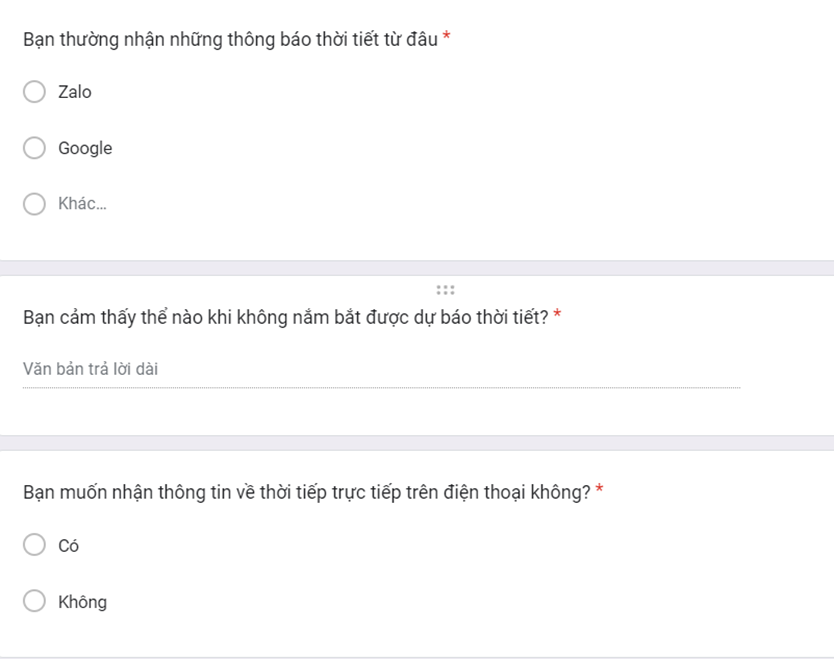 Bạn thường nhận những thông báo thời tiết từ đâu *
Zalo
Google
Khác...
Bạn cảm thấy thể nào khi không nắm bắt được dự báo thời tiết? *
Văn bản trả lời dài
Bạn muốn nhận thông tin về thời tiếp trực tiếp trên điện thoại không? *
Có
Không